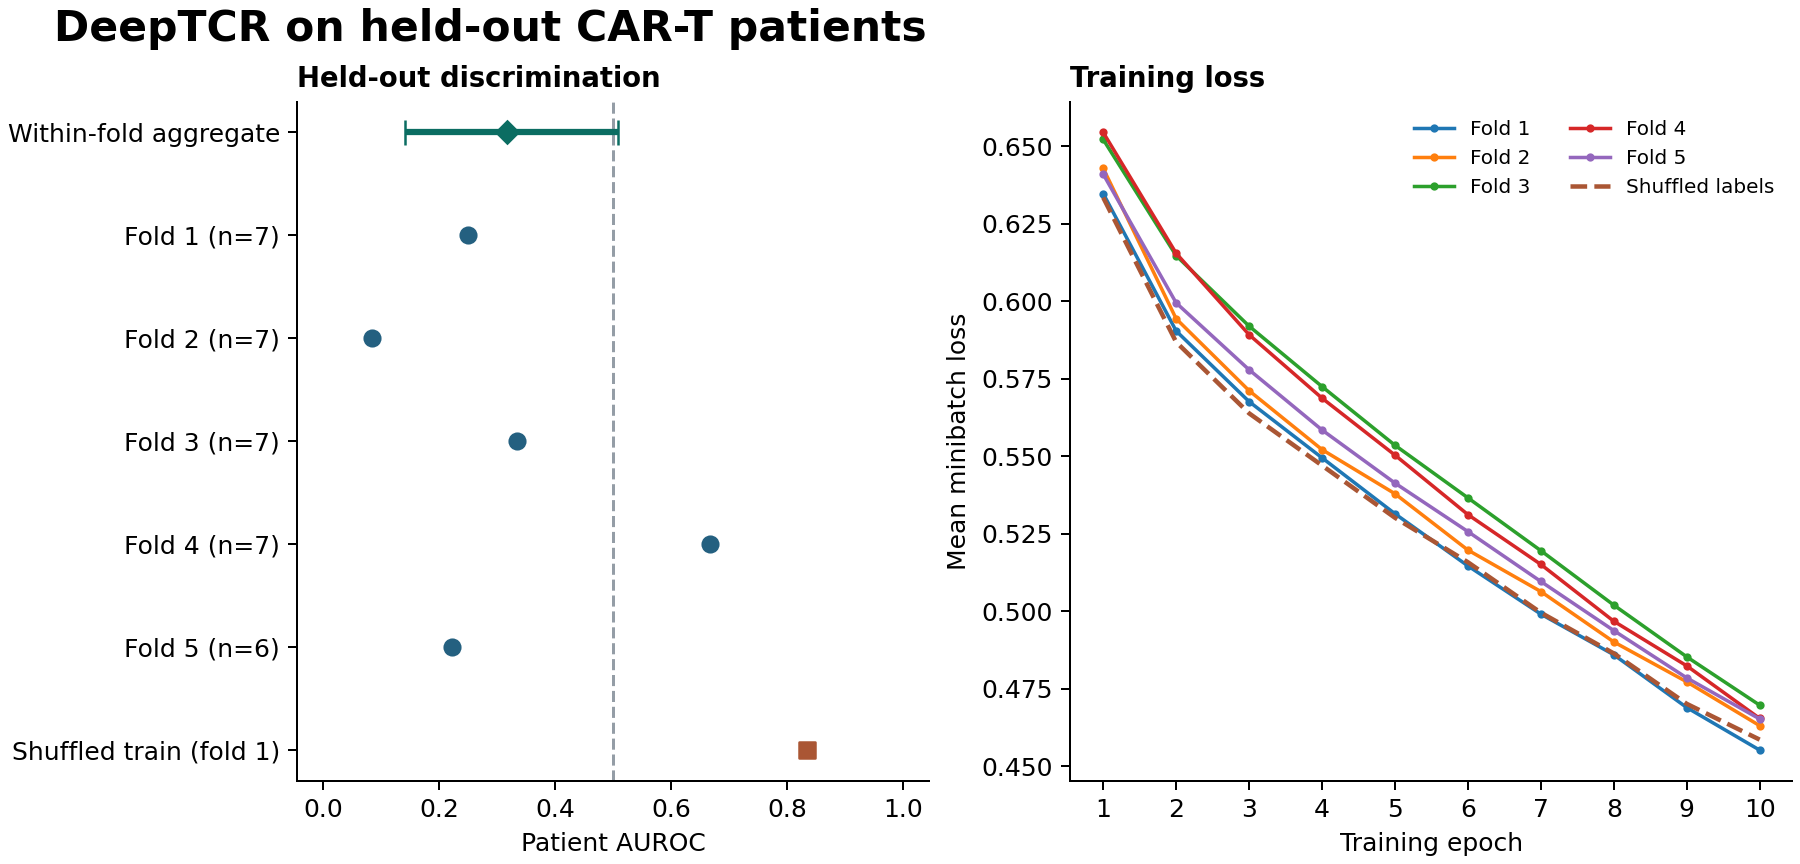 DeepTCR on held-out CAR-T patients
Held-out discrimination
Within-fold aggregate
Fold 1 (n=7)
Fold 2 (n=7)
Fold 3 (n=7)
Fold 4 (n=7)
Fold 5 (n=6)
Shuffled train (fold 1)
0.0 0.2 0.4 0.6 0.8 1.0
Patient AUROC
Training loss
Fold 1
Fold 2
Fold 3
Fold 4
Fold 5
Shuffled labels
Mean minibatch loss
0.650
0.625
0.600
0.575
0.550
0.525
0.500
0.475
0.450
1 2 3 4 5 6 7 8 9 10
Training epoch